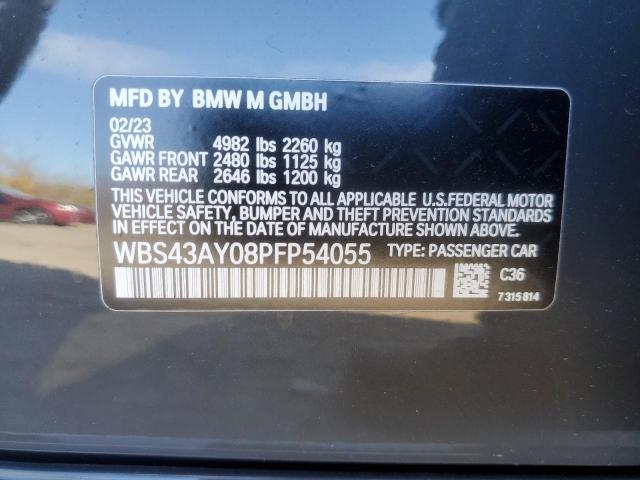 MFD BY BMW M GMBH
02/23
GVWR 4982 lbs 2260 kg
GAWR FRONT 2480 lbs 1125 kg
GAWR REAR 2646 lbs 1200 kg
THIS VEHICLE CONFORMS TO ALL APPLICABLE U.S.FEDERAL MOTOR
VEHICLE SAFETY, BUMPER AND THEFT PREVENTION STANDARDS
IN EFFECT ON THE DATE OF MANUFACTURE SHOWN ABOVE.
WBS43AY08PFP54055 TYPE: PASSENGER CAR
C36
7315814